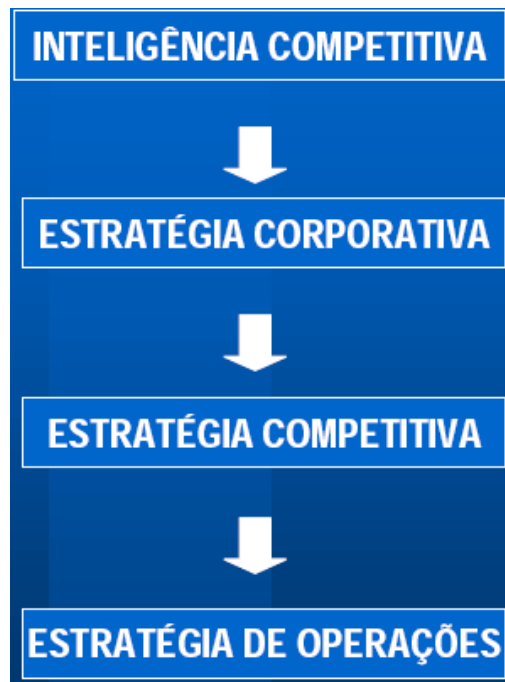 INTELIGÊNCIA COMPETITIVA
ESTRATÉGIA CORPORATIVA
ESTRATÉGIA COMPETITIVA
ESTRATÉGIA DE OPERAÇÕES